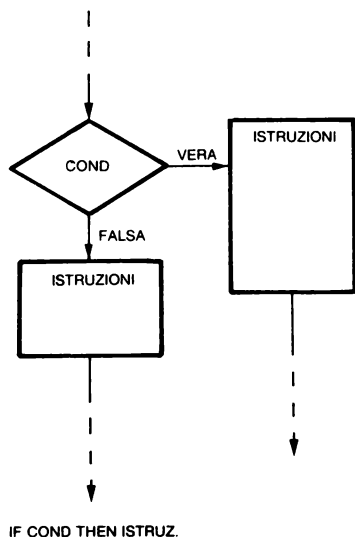 ISTRUZIONI
COND
VERA
FALSA
ISTRUZIONI
IF COND THEN ISTRUZ.